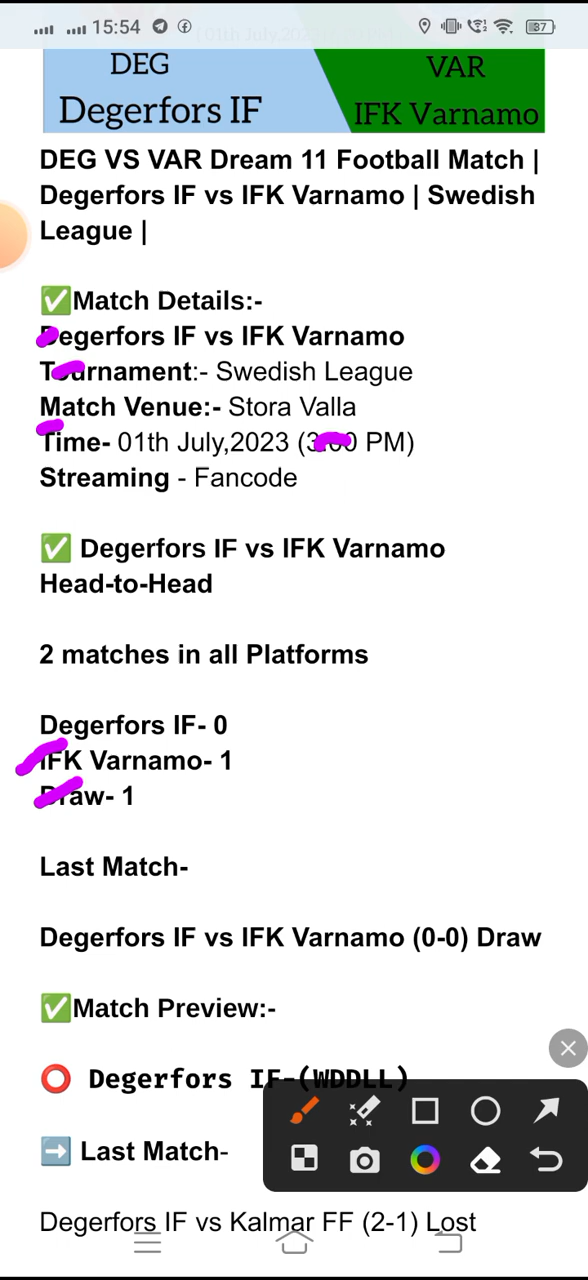 15:54 87
DEG VAR
Degerfors IF IFK Varnamo
DEG VS VAR Dream 11 Football Match |
Degerfors IF vs IFK Varnamo | Swedish
League |
✅Match Details:-
Degerfors IF vs IFK Varnamo
Tournament:- Swedish League
Match Venue:- Stora Valla
Time- 01th July,2023 (3:00 PM)
Streaming - Fancode
✅ Degerfors IF vs IFK Varnamo
Head-to-Head
2 matches in all Platforms
Degerfors IF- 0
IFK Varnamo- 1
Draw- 1
Last Match-
Degerfors IF vs IFK Varnamo (0-0) Draw
✅Match Preview:-
⭕ Degerfors IF-(WDDLL)
➡️ Last Match-
Degerfors IF vs Kalmar FF (2-1) Lost